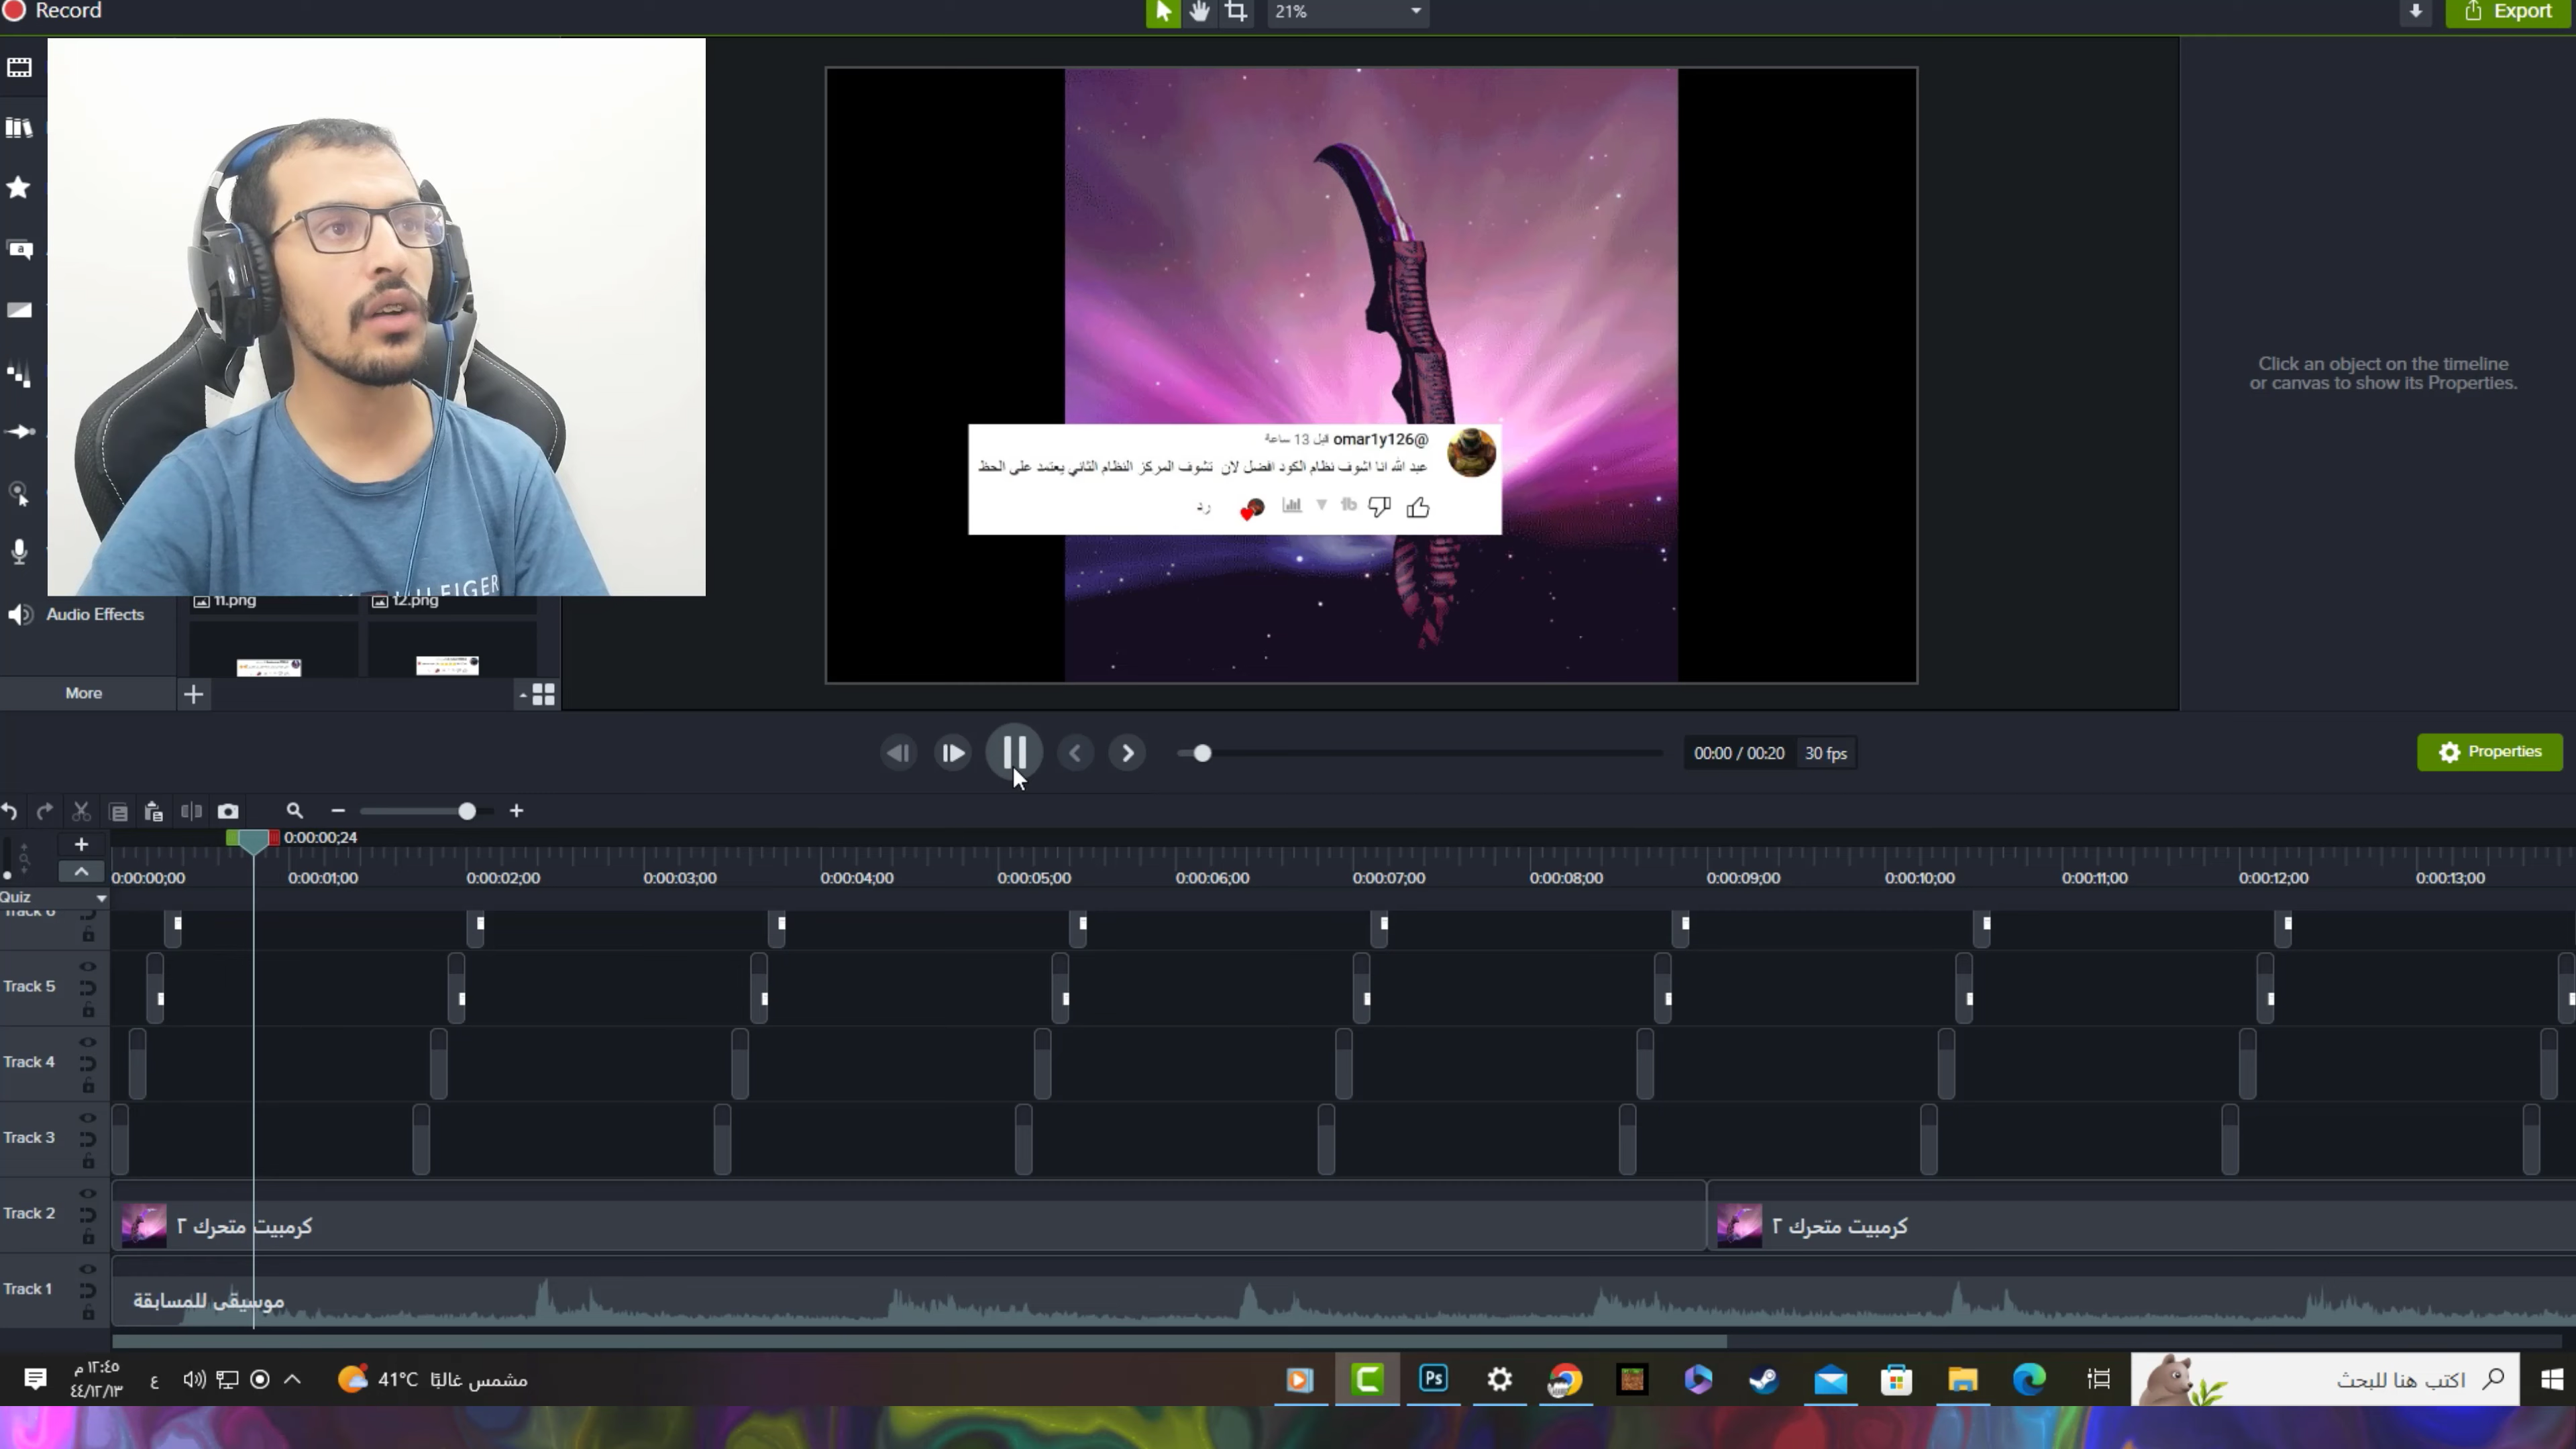 Record
21%
Export
HILFIGER
11.png
12.png
Audio Effects
More
Click an object on the timeline
or canvas to show its Properties.
@omar1y126 قبل 13 ساعة
عبد الله انا اشوف نظام الكود افضل لان تشوف المركز النظام الثاني يعتمد على الحظ
رد
00:00 / 00:20
30 fps
Properties
0:00:00;24
0:00:00;00
0:00:01;00
0:00:02;00
0:00:03;00
0:00:04;00
0:00:05;00
0:00:06;00
0:00:07;00
0:00:08;00
0:00:09;00
0:00:10;00
0:00:11;00
0:00:12;00
0:00:13;00
Quiz
Track 6
Track 5
Track 4
Track 3
Track 2
كرمبيت متحرك ٢
كرمبيت متحرك ٢
Track 1
موسيقى للمسابقة
١٢:٤٥ م
٤٤/١٢/١٣
ع
41°C مشمس غالبًا
Ps
اكتب هنا للبحث